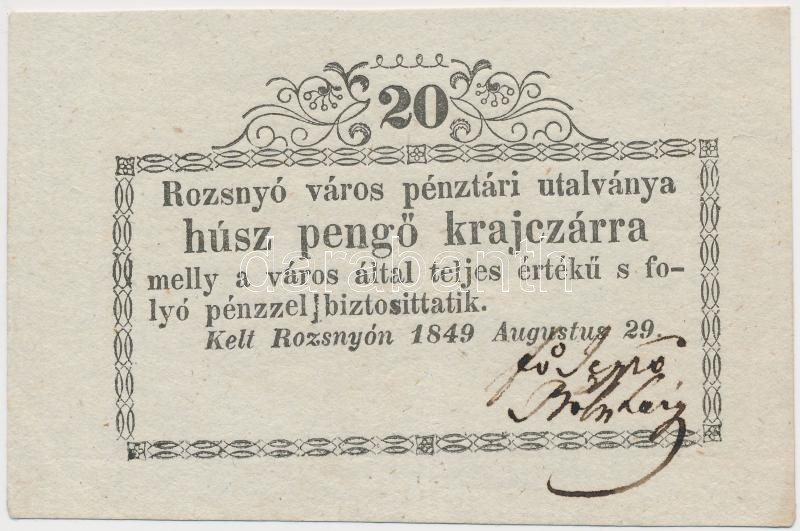 20
Rozsnyó város pénztári utalványa
húsz pengő krajczárra
melly a város által teljes értékű s fo-
lyó pénzzel]biztosittatik.
Kelt Rozsnyón 1849 Augustus 29.
darabanth